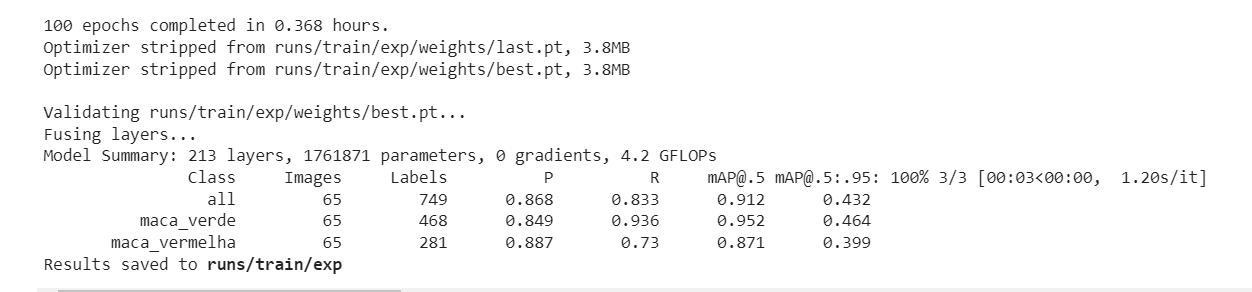 100 epochs completed in 0.368 hours.
Optimizer stripped from runs/train/exp/weights/last.pt, 3.8MB
Optimizer stripped from runs/train/exp/weights/best.pt, 3.8MB
Validating runs/train/exp/weights/best.pt...
Fusing layers...
Model Summary: 213 layers, 1761871 parameters, 0 gradients, 4.2 GFLOPs
Class Images Labels P R mAP@.5 mAP@.5:.95: 100% 3/3 [00:03<00:00, 1.20s/it]
all 65 749 0.868 0.833 0.912 0.432
maca_verde 65 468 0.849 0.936 0.952 0.464
maca_vermelha 65 281 0.887 0.73 0.871 0.399
Results saved to runs/train/exp